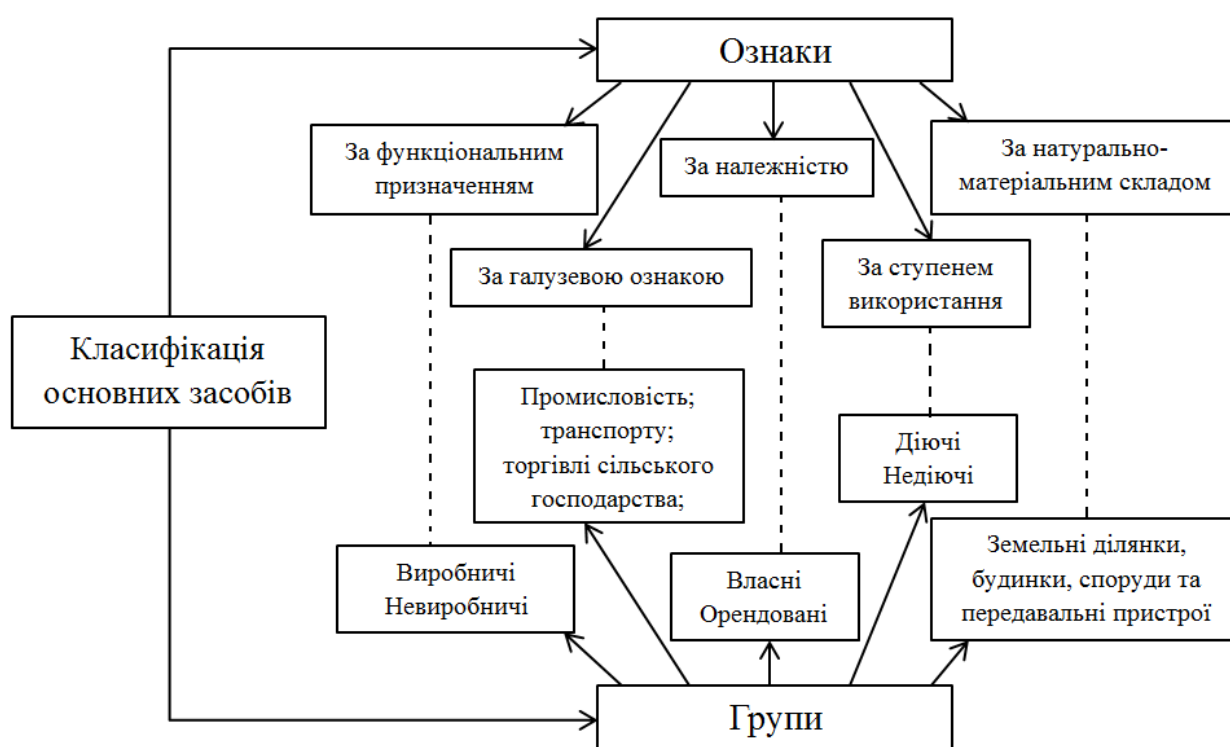 Ознаки
За функціональним
призначенням
За належністю
За натурально-
матеріальним складом
За галузевою ознакою
За ступенем
використання
Класифікація
основних засобів
Промисловість;
транспорту;
торгівлі сільського
господарства;
Діючі
Недіючі
Виробничі
Невиробничі
Власні
Орендовані
Земельні ділянки,
будинки, споруди та
передавальні пристрої
Групи